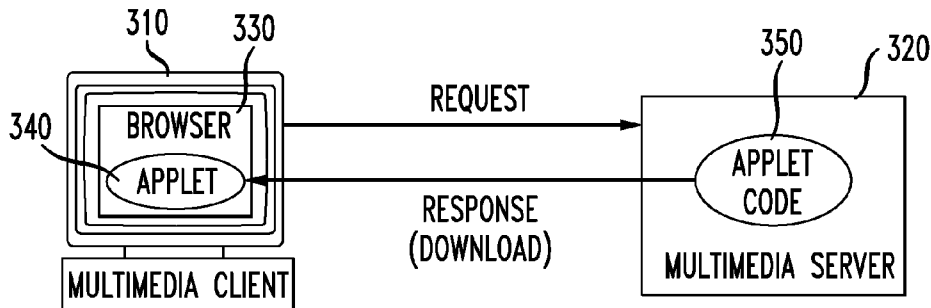 310
330
BROWSER
340
APPLET
MULTIMEDIA CLIENT
REQUEST
RESPONSE
(DOWNLOAD)
350
320
APPLET
CODE
MULTIMEDIA SERVER